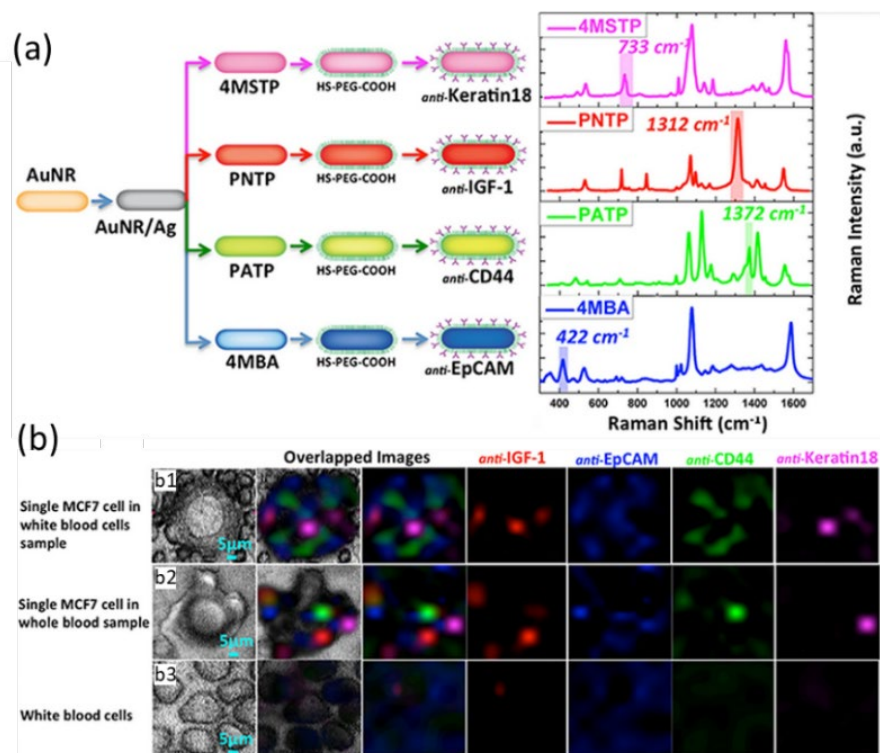 (a)
4MSTP
HS-PEG-COOH
anti-Keratin18
PNTP
HS-PEG-COOH
anti-IGF-1
AuNR
AuNR/Ag
PATP
HS-PEG-COOH
anti-CD44
4MBA
HS-PEG-COOH
anti-EpCAM
4MSTP
733 cm⁻¹
PNTP
1312 cm⁻¹
PATP
1372 cm⁻¹
4MBA
422 cm⁻¹
400 600 800 1000 1200 1400 1600
Raman Shift (cm⁻¹)
Raman Intensity (a.u.)
(b)
Overlapped Images anti-IGF-1 anti-EpCAM anti-CD44 anti-Keratin18
b1
Single MCF7 cell in
white blood cells
sample
5μm
b2
Single MCF7 cell in
whole blood sample
5μm
b3
White blood cells
5μm